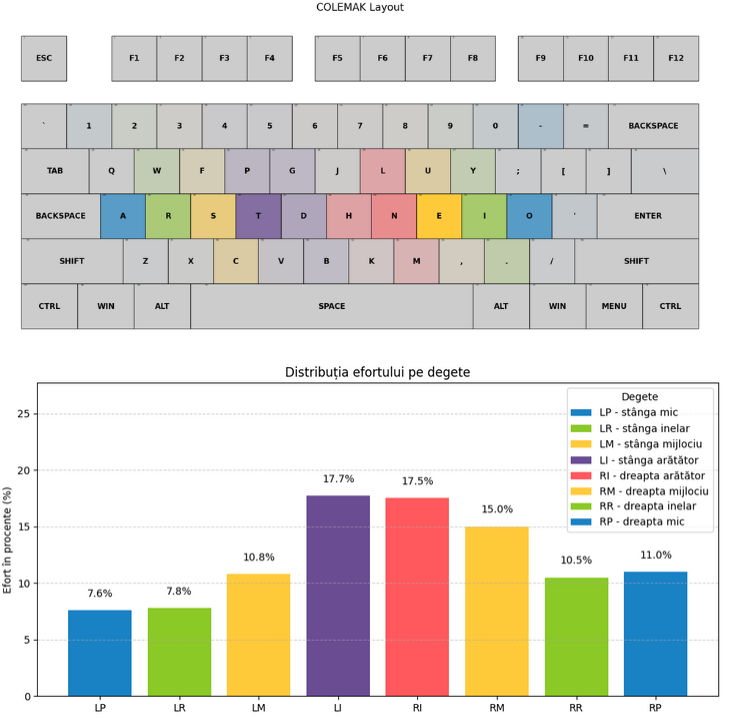 COLEMAK Layout
ESC F1 F2 F3 F4 F5 F6 F7 F8 F9 F10 F11 F12
` 1 2 3 4 5 6 7 8 9 0 - = BACKSPACE
TAB Q W F P G J L U Y ; [ ] \
BACKSPACE A R S T D H N E I O ' ENTER
SHIFT Z X C V B K M , . / SHIFT
CTRL WIN ALT SPACE ALT WIN MENU CTRL
Distribuția efortului pe degete
Efort în procente (%)
25
20
15
10
5
0
7.6%
7.8%
10.8%
17.7%
17.5%
15.0%
10.5%
11.0%
LP LR LM LI RI RM RR RP
Degete
LP - stânga mic
LR - stânga inelar
LM - stânga mijlociu
LI - stânga arătător
RI - dreapta arătător
RM - dreapta mijlociu
RR - dreapta inelar
RP - dreapta mic